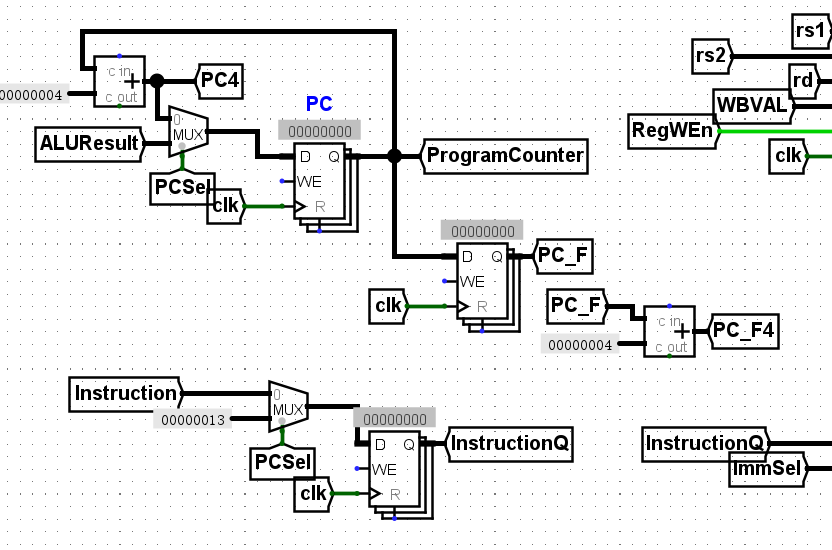 rs1
rs2
c in
+
c out
PC4
rd
00000004
PC
WBVAL
0
MUX
00000000
RegWEn
ALUResult
D
Q
ProgramCounter
clk
WE
PCSel
clk
R
00000000
D
Q
PC_F
WE
clk
R
PC_F
c in
+
c out
PC_F4
00000004
Instruction
0
MUX
00000013
00000000
D
Q
InstructionQ
InstructionQ
PCSel
WE
ImmSel
clk
R